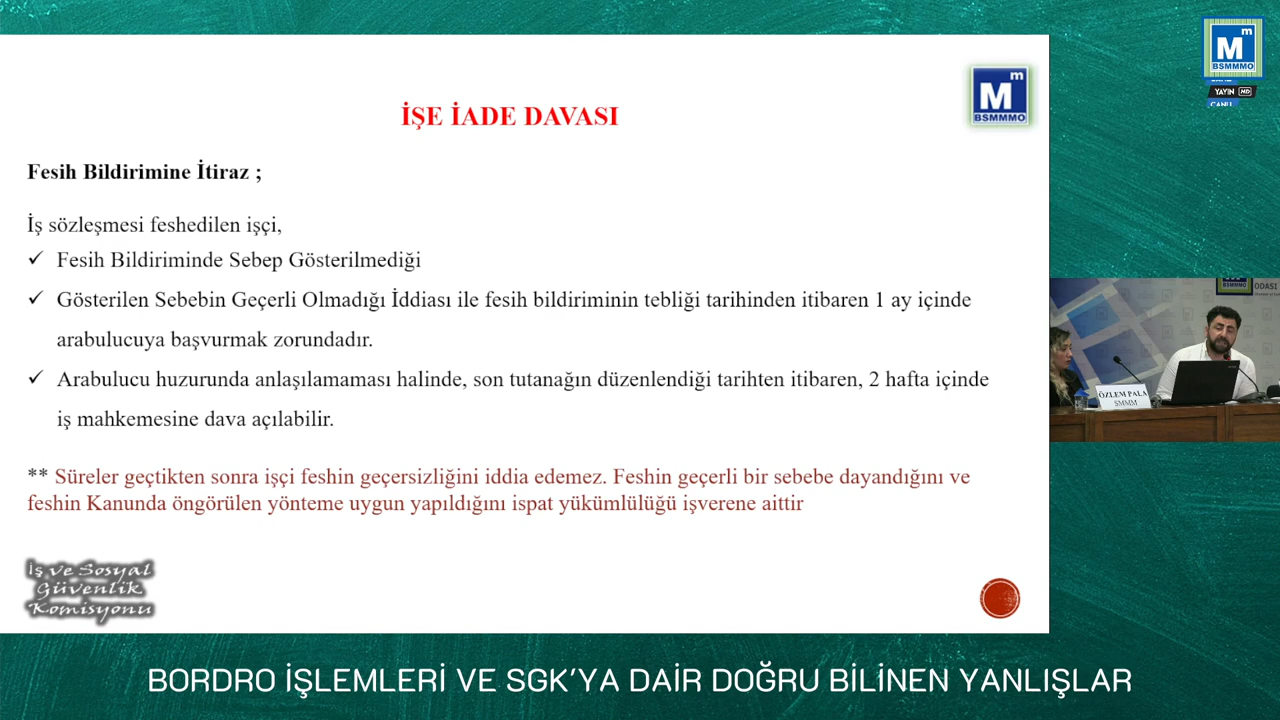 m
M
BSMMMO
YAYIN HD
CANLI
m
M
BSMMMO
İŞE İADE DAVASI
Fesih Bildirimine İtiraz ;
İş sözleşmesi feshedilen işçi,
✓ Fesih Bildiriminde Sebep Gösterilmediği
✓ Gösterilen Sebebin Geçerli Olmadığı İddiası ile fesih bildiriminin tebliği tarihinden itibaren 1 ay içinde
arabulucuya başvurmak zorundadır.
✓ Arabulucu huzurunda anlaşılamaması halinde, son tutanağın düzenlendiği tarihten itibaren, 2 hafta içinde
iş mahkemesine dava açılabilir.
** Süreler geçtikten sonra işçi feshin geçersizliğini iddia edemez. Feshin geçerli bir sebebe dayandığını ve
feshin Kanunda öngörülen yönteme uygun yapıldığını ispat yükümlülüğü işverene aittir
İş ve Sosyal
Güvenlik
Komisyonu
BSMMMO
ODASI
ÖZLEM PALA
SMMM
BORDRO İŞLEMLERİ VE SGK'YA DAİR DOĞRU BİLİNEN YANLIŞLAR